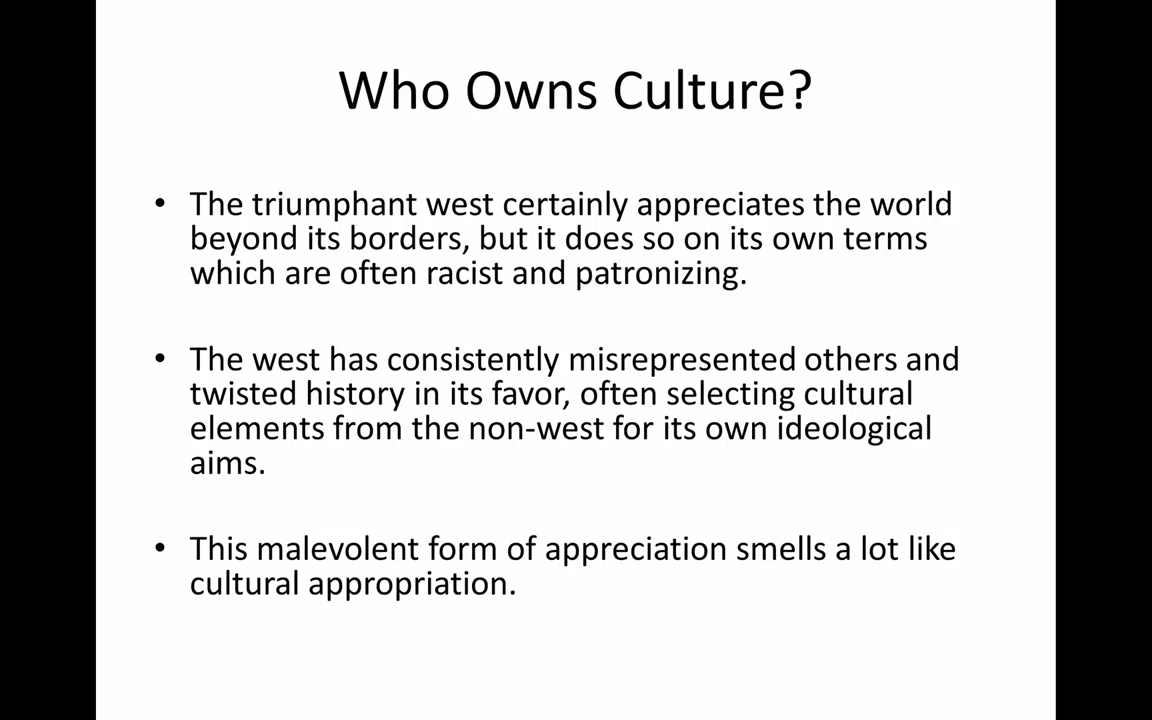 Who Owns Culture?
• The triumphant west certainly appreciates the world
beyond its borders, but it does so on its own terms
which are often racist and patronizing.
• The west has consistently misrepresented others and
twisted history in its favor, often selecting cultural
elements from the non-west for its own ideological
aims.
• This malevolent form of appreciation smells a lot like
cultural appropriation.